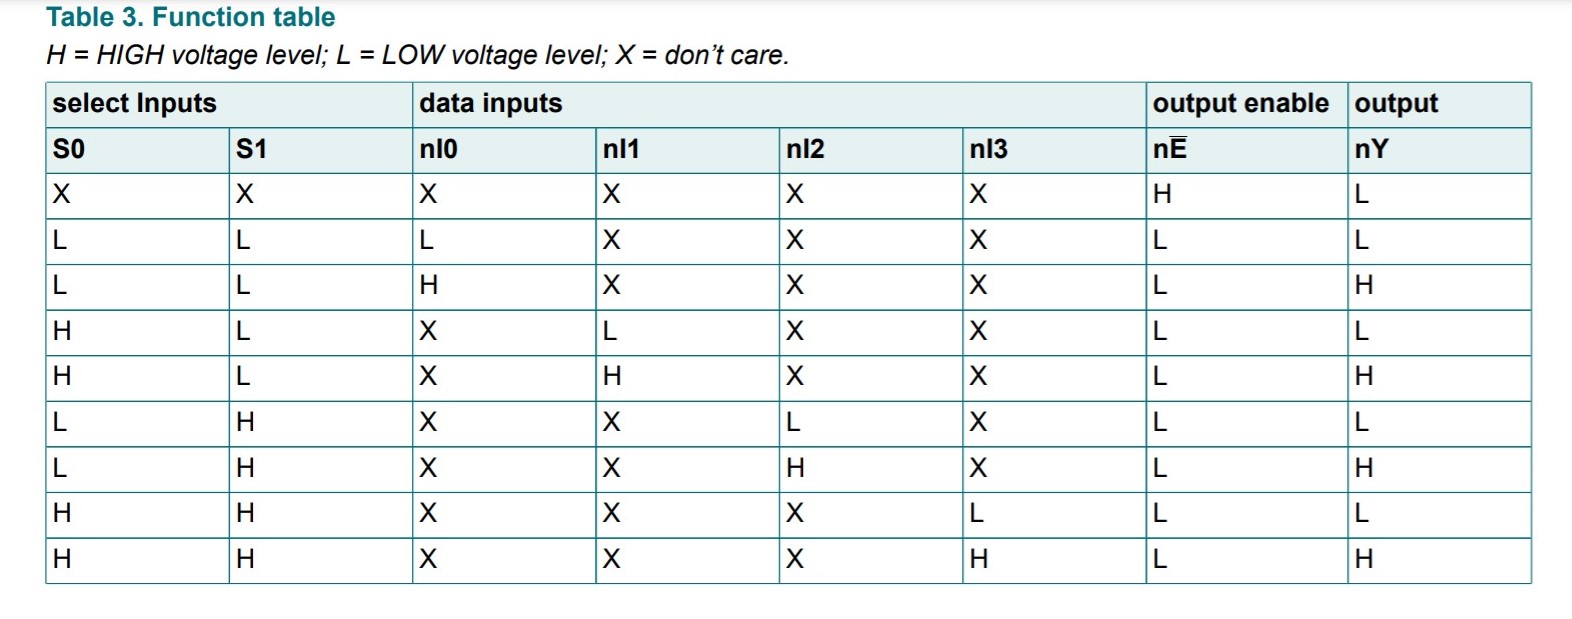 Table 3. Function table
H = HIGH voltage level; L = LOW voltage level; X = don't care.
select Inputs data inputs output enable output
S0 S1 nI0 nI1 nI2 nI3 nE̅ nY
X X X X X X H L
L L L X X X L L
L L H X X X L H
H L X L X X L L
H L X H X X L H
L H X X L X L L
L H X X H X L H
H H X X X L L L
H H X X X H L H